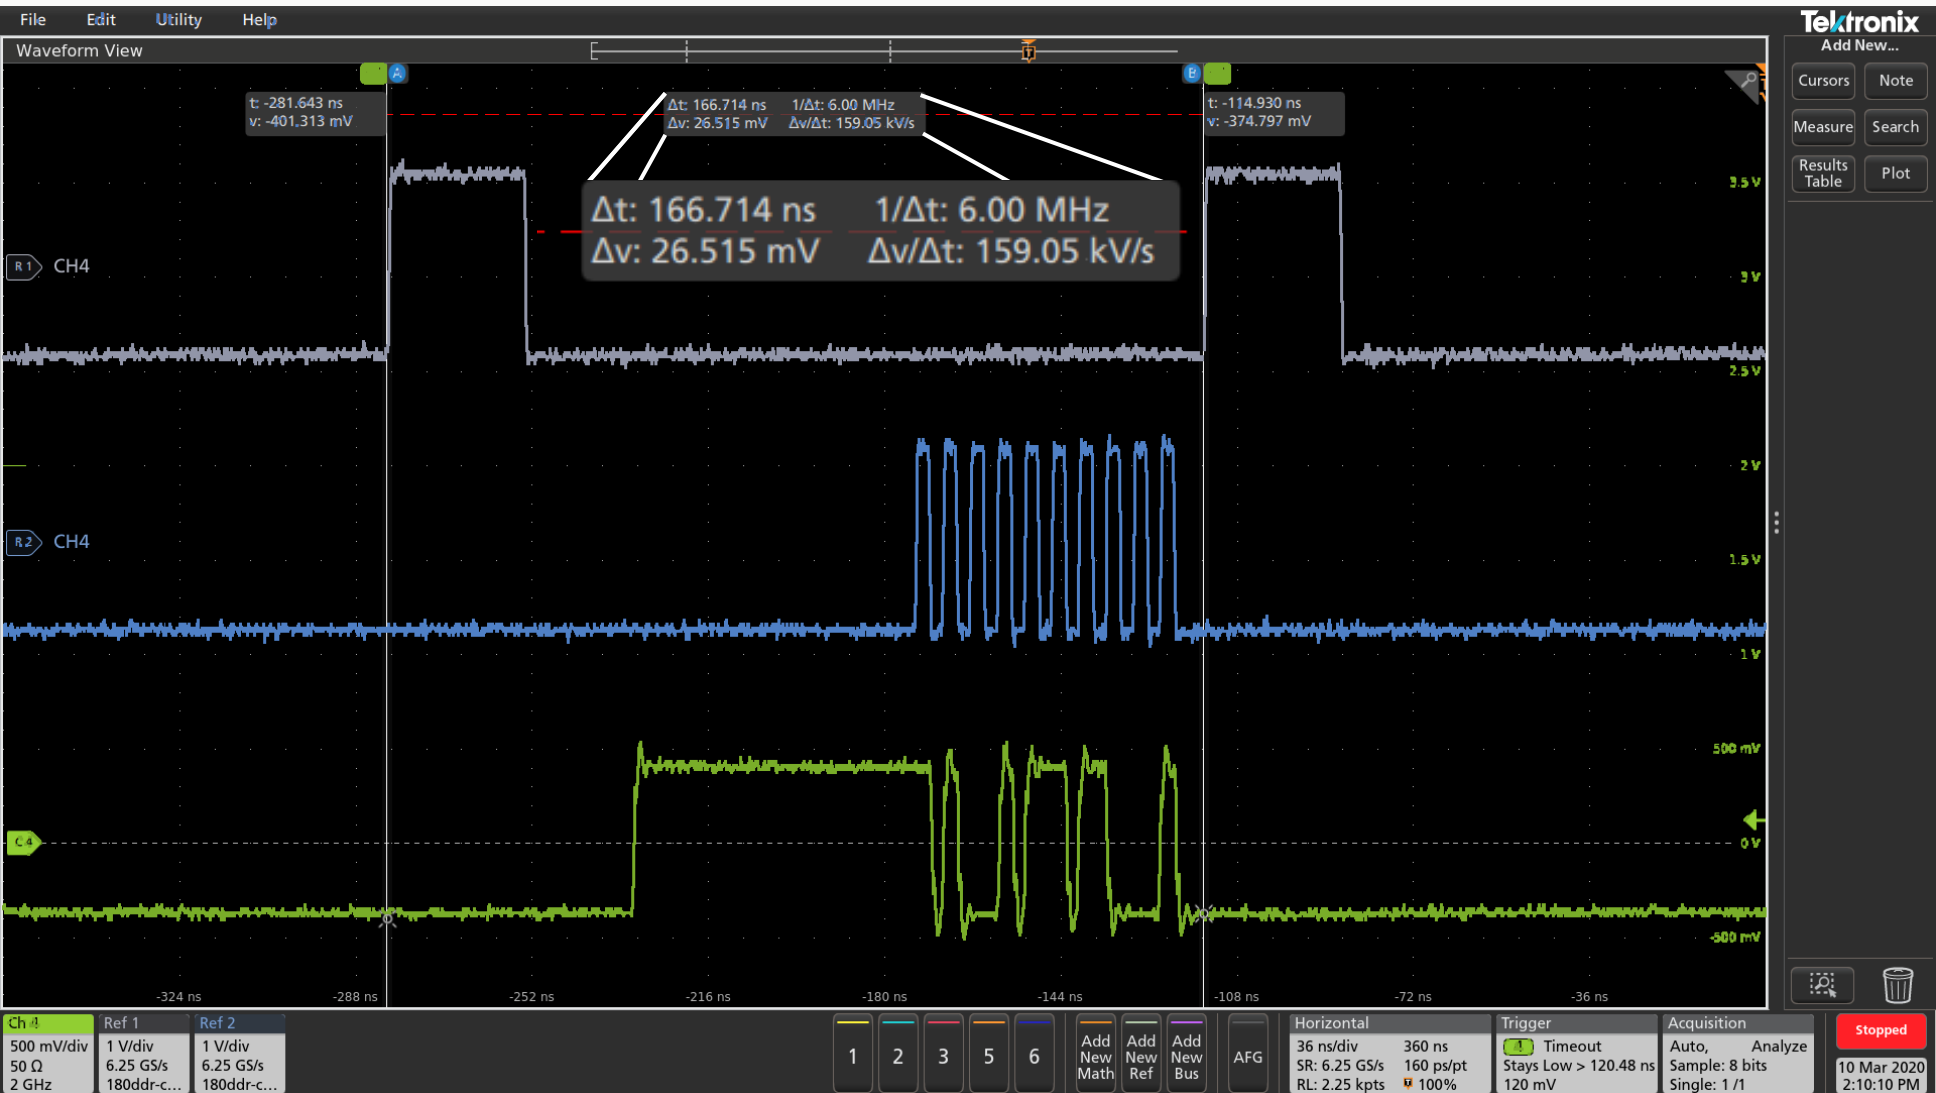 File Edit Utility Help
Tektronix
Waveform View
Add New...
T
A
B
Cursors Note
Measure Search
Results Table Plot
t: -281.643 ns
v: -401.313 mV
Δt: 166.714 ns 1/Δt: 6.00 MHz
Δv: 26.515 mV Δv/Δt: 159.05 kV/s
t: -114.930 ns
v: -374.797 mV
Δt: 166.714 ns 1/Δt: 6.00 MHz
Δv: 26.515 mV Δv/Δt: 159.05 kV/s
3.5 V
R 1 CH4
3 V
2.5 V
2 V
R 2 CH4
1.5 V
1 V
500 mV
C 4
0 V
-500 mV
-324 ns -288 ns -252 ns -216 ns -180 ns -144 ns -108 ns -72 ns -36 ns
Ch 4
500 mV/div
50 Ω
2 GHz
Ref 1
1 V/div
6.25 GS/s
180ddr-c...
Ref 2
1 V/div
6.25 GS/s
180ddr-c...
1 2 3 5 6
Add New Math
Add New Ref
Add New Bus
AFG
Horizontal
36 ns/div 360 ns
SR: 6.25 GS/s 160 ps/pt
RL: 2.25 kpts T 100%
Trigger
4 Timeout
Stays Low > 120.48 ns
120 mV
Acquisition
Auto, Analyze
Sample: 8 bits
Single: 1 /1
Stopped
10 Mar 2020
2:10:10 PM